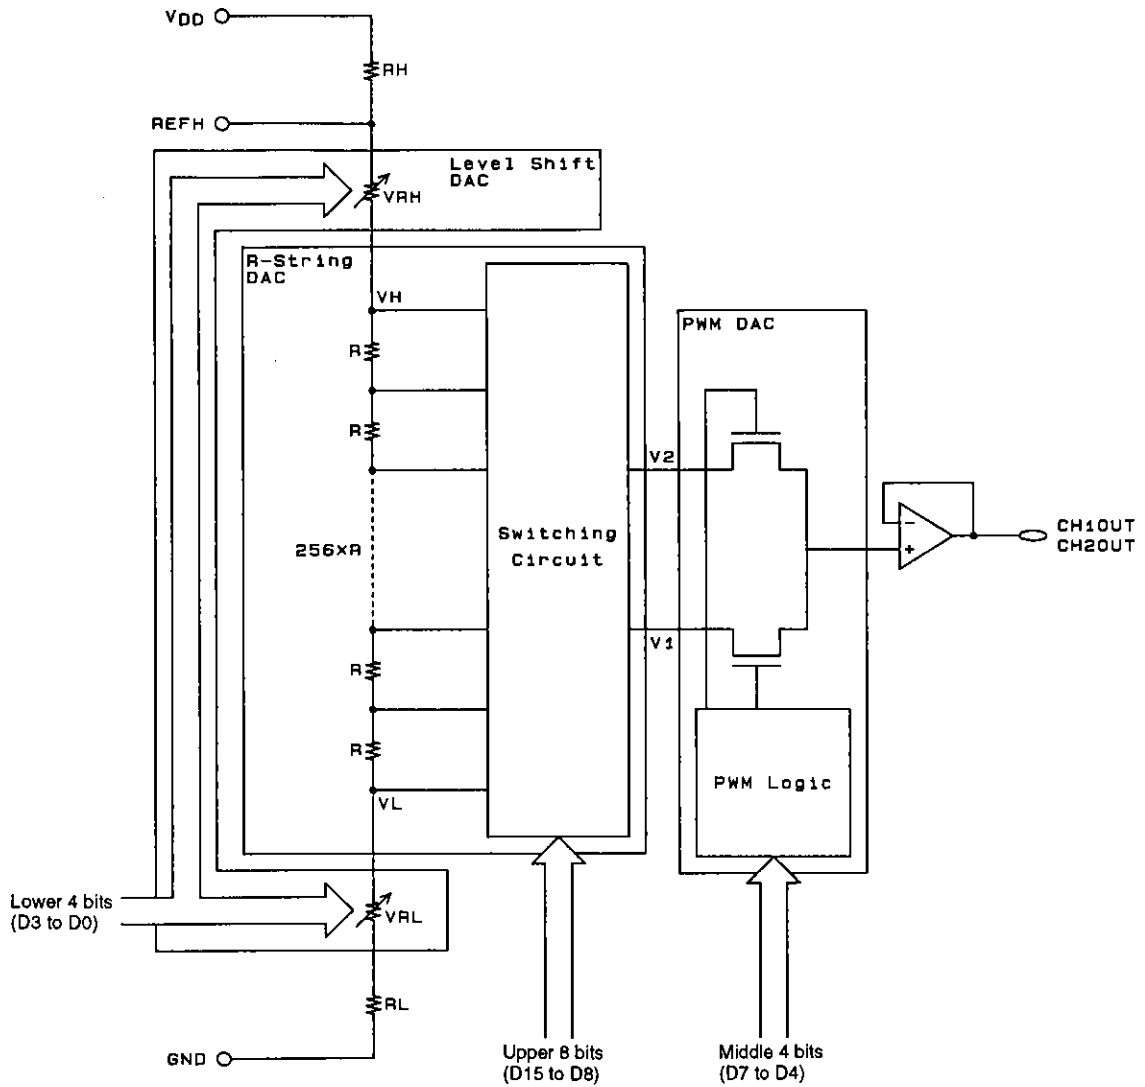 VDD
RH
REFH
Level Shift
DAC
VRH
R-String
DAC
VH
R
PWM DAC
R
V2
Switching
Circuit
256×R
CH1OUT
CH2OUT
V1
R
R
PWM Logic
VL
Lower 4 bits
(D3 to D0)
VRL
RL
GND
Upper 8 bits
(D15 to D8)
Middle 4 bits
(D7 to D4)